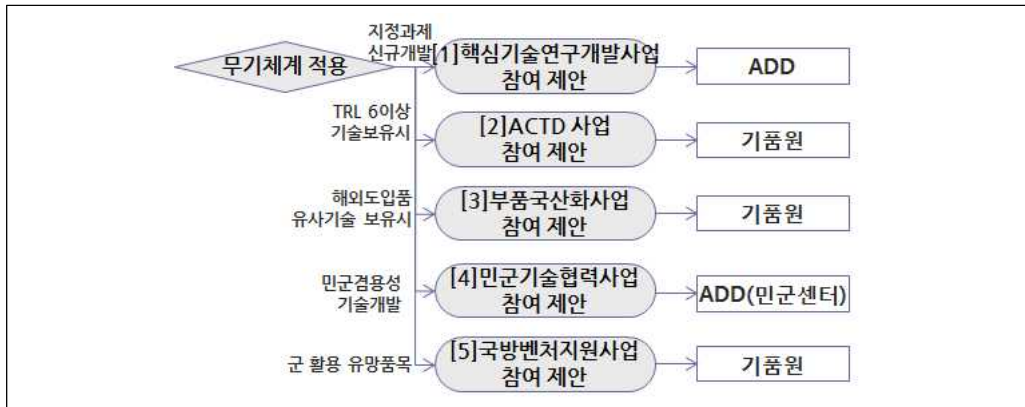 지정과제
신규개발
무기체계 적용
[1]핵심기술연구개발사업
참여 제안
ADD
TRL 6이상
기술보유시
[2]ACTD 사업
참여 제안
기품원
해외도입품
유사기술 보유시
[3]부품국산화사업
참여 제안
기품원
민군겸용성
기술개발
[4]민군기술협력사업
참여 제안
ADD(민군센터)
군 활용 유망품목
[5]국방벤처지원사업
참여 제안
기품원